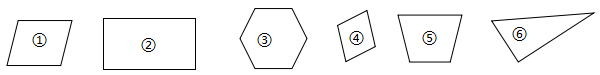 ① ② ③ ④ ⑤ ⑥